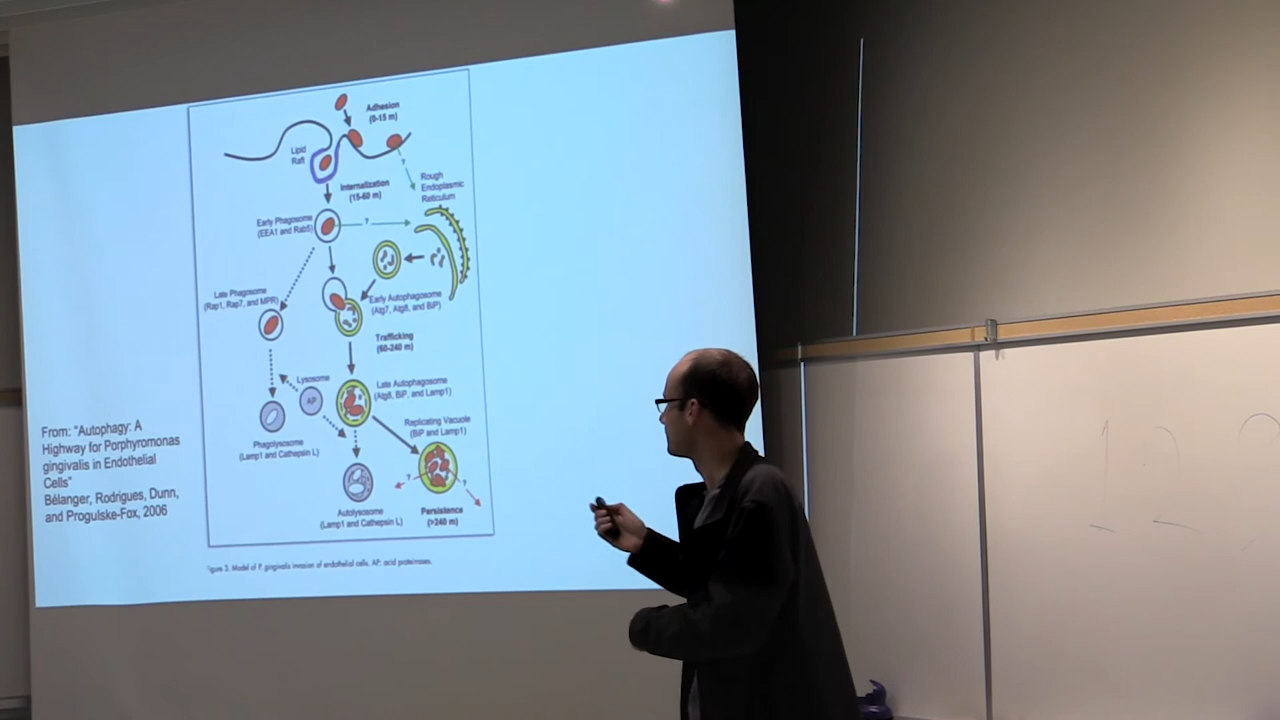 Adhesion
(0-15 m)
Lipid
Raft
?
Internalization
(15-60 m)
Rough
Endoplasmic
Reticulum
Early Phagosome
(EEA1 and Rab5)
?
Late Phagosome
(Rap1, Rap7, and MPR)
Early Autophagosome
(Atg7, Atg8, and BiP)
Trafficking
(60-240 m)
Lysosome
AP
Late Autophagosome
(Atg8, BiP, and Lamp1)
Replicating Vacuole
(BiP and Lamp1)
Phagolysosome
(Lamp1 and Cathepsin L)
?
?
Autolysosome
(Lamp1 and Cathepsin L)
Persistence
(>240 m)
From: "Autophagy: A
Highway for Porphyromonas
gingivalis in Endothelial
Cells"
Bélanger, Rodrigues, Dunn,
and Progulske-Fox, 2006
igure 3. Model of P. gingivalis invasion of endothelial cells. AP: acid proteinases.